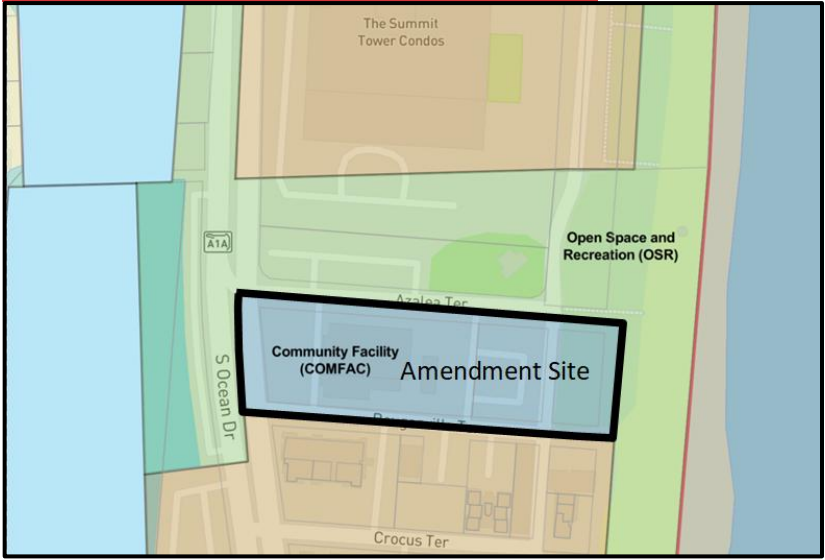 The Summit
Tower Condos
A1A
Open Space and
Recreation (OSR)
Azalea Ter
Community Facility
(COMFAC)
Amendment Site
S Ocean Dr
Crocus Ter